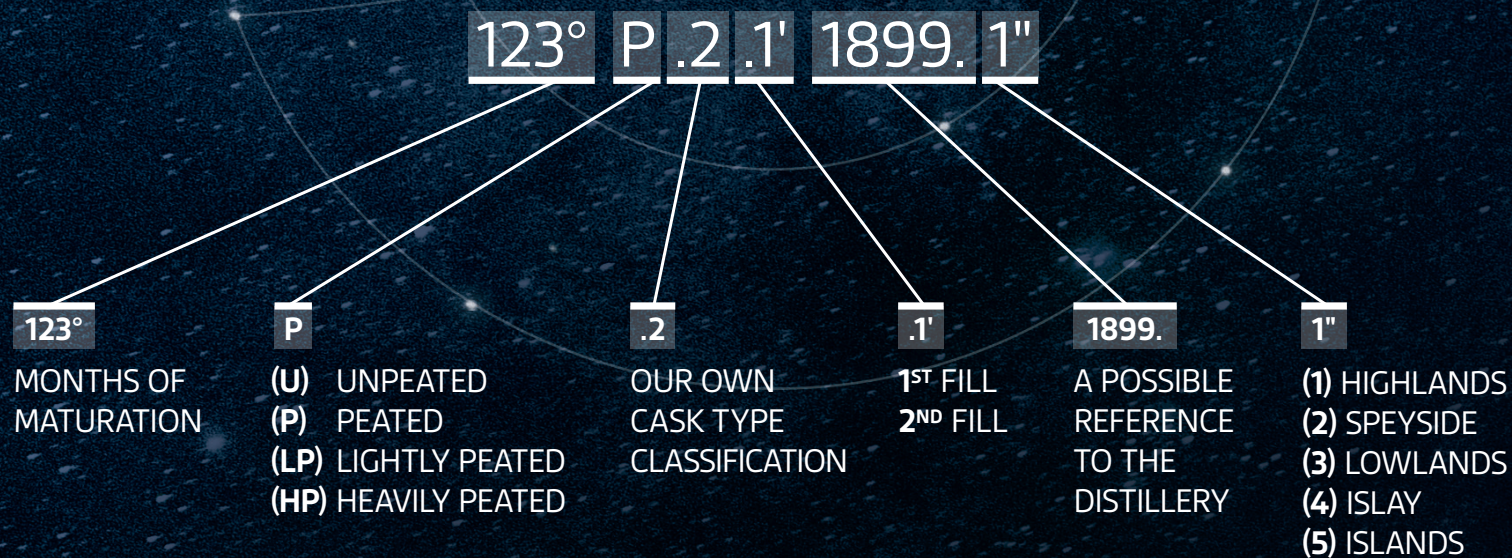 123° P .2 .1' 1899. 1"
123°
MONTHS OF
MATURATION
P
(U) UNPEATED
(P) PEATED
(LP) LIGHTLY PEATED
(HP) HEAVILY PEATED
.2
OUR OWN
CASK TYPE
CLASSIFICATION
.1'
1ST FILL
2ND FILL
1899.
A POSSIBLE
REFERENCE
TO THE
DISTILLERY
1"
(1) HIGHLANDS
(2) SPEYSIDE
(3) LOWLANDS
(4) ISLAY
(5) ISLANDS